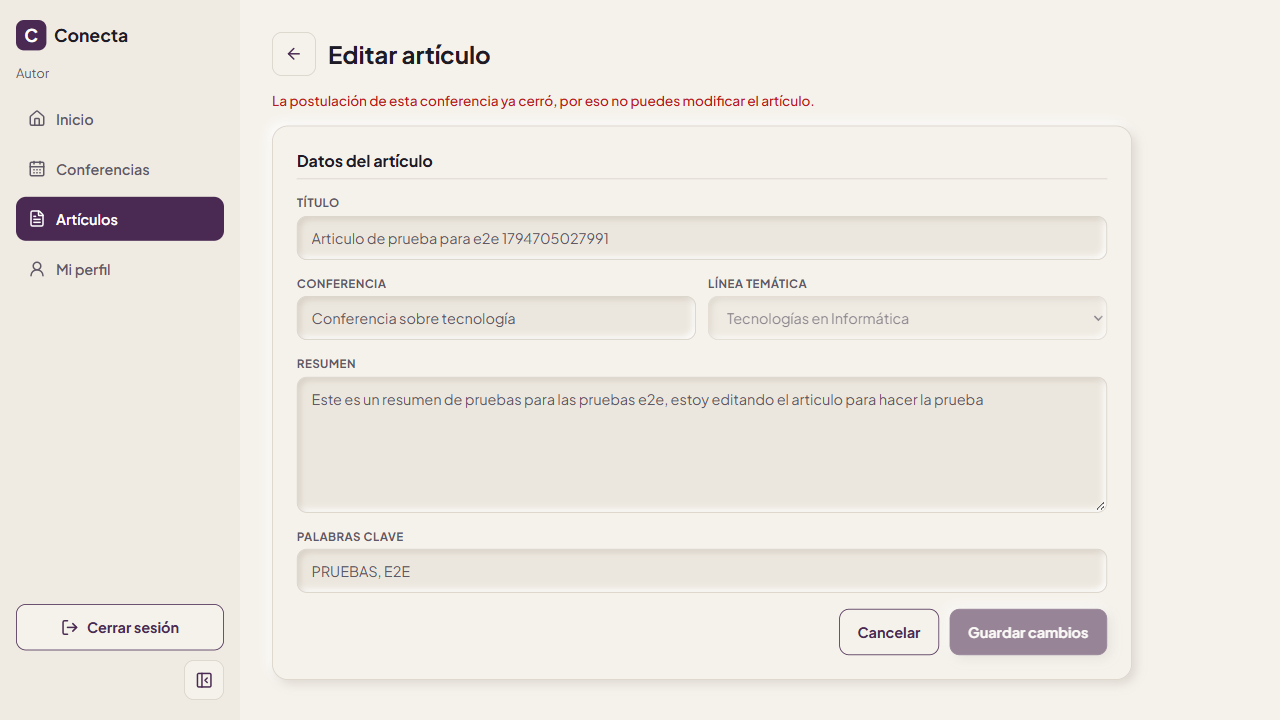 C Conecta
Autor
Inicio
Conferencias
Artículos
Mi perfil
Cerrar sesión
Editar artículo
La postulación de esta conferencia ya cerró, por eso no puedes modificar el artículo.
Datos del artículo
TÍTULO
Articulo de prueba para e2e 1794705027991
CONFERENCIA
LÍNEA TEMÁTICA
Conferencia sobre tecnología
Tecnologías en Informática
RESUMEN
Este es un resumen de pruebas para las pruebas e2e, estoy editando el articulo para hacer la prueba
PALABRAS CLAVE
PRUEBAS, E2E
Cancelar
Guardar cambios